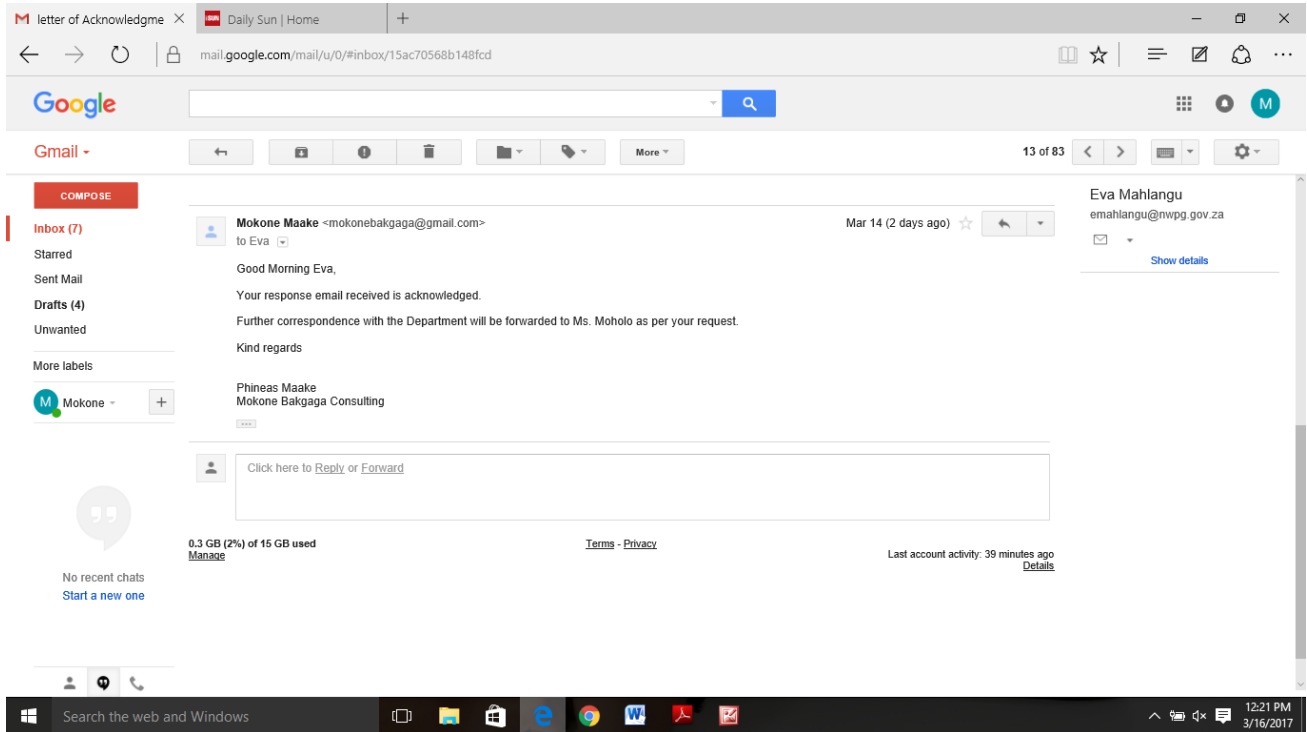 letter of Acknowledgme
Daily Sun | Home
mail.google.com/mail/u/0/#inbox/15ac70568b148fcd
Google
M
Gmail
More
13 of 83
COMPOSE
Inbox (7)
Starred
Sent Mail
Drafts (4)
Unwanted
More labels
M Mokone
No recent chats
Start a new one
Mokone Maake <mokonebakgaga@gmail.com>
Mar 14 (2 days ago)
to Eva
Good Morning Eva,
Your response email received is acknowledged.
Further correspondence with the Department will be forwarded to Ms. Moholo as per your request.
Kind regards
Phineas Maake
Mokone Bakgaga Consulting
Click here to Reply or Forward
0.3 GB (2%) of 15 GB used
Manage
Terms - Privacy
Last account activity: 39 minutes ago
Details
Eva Mahlangu
emahlangu@nwpg.gov.za
Show details
Search the web and Windows
12:21 PM
3/16/2017